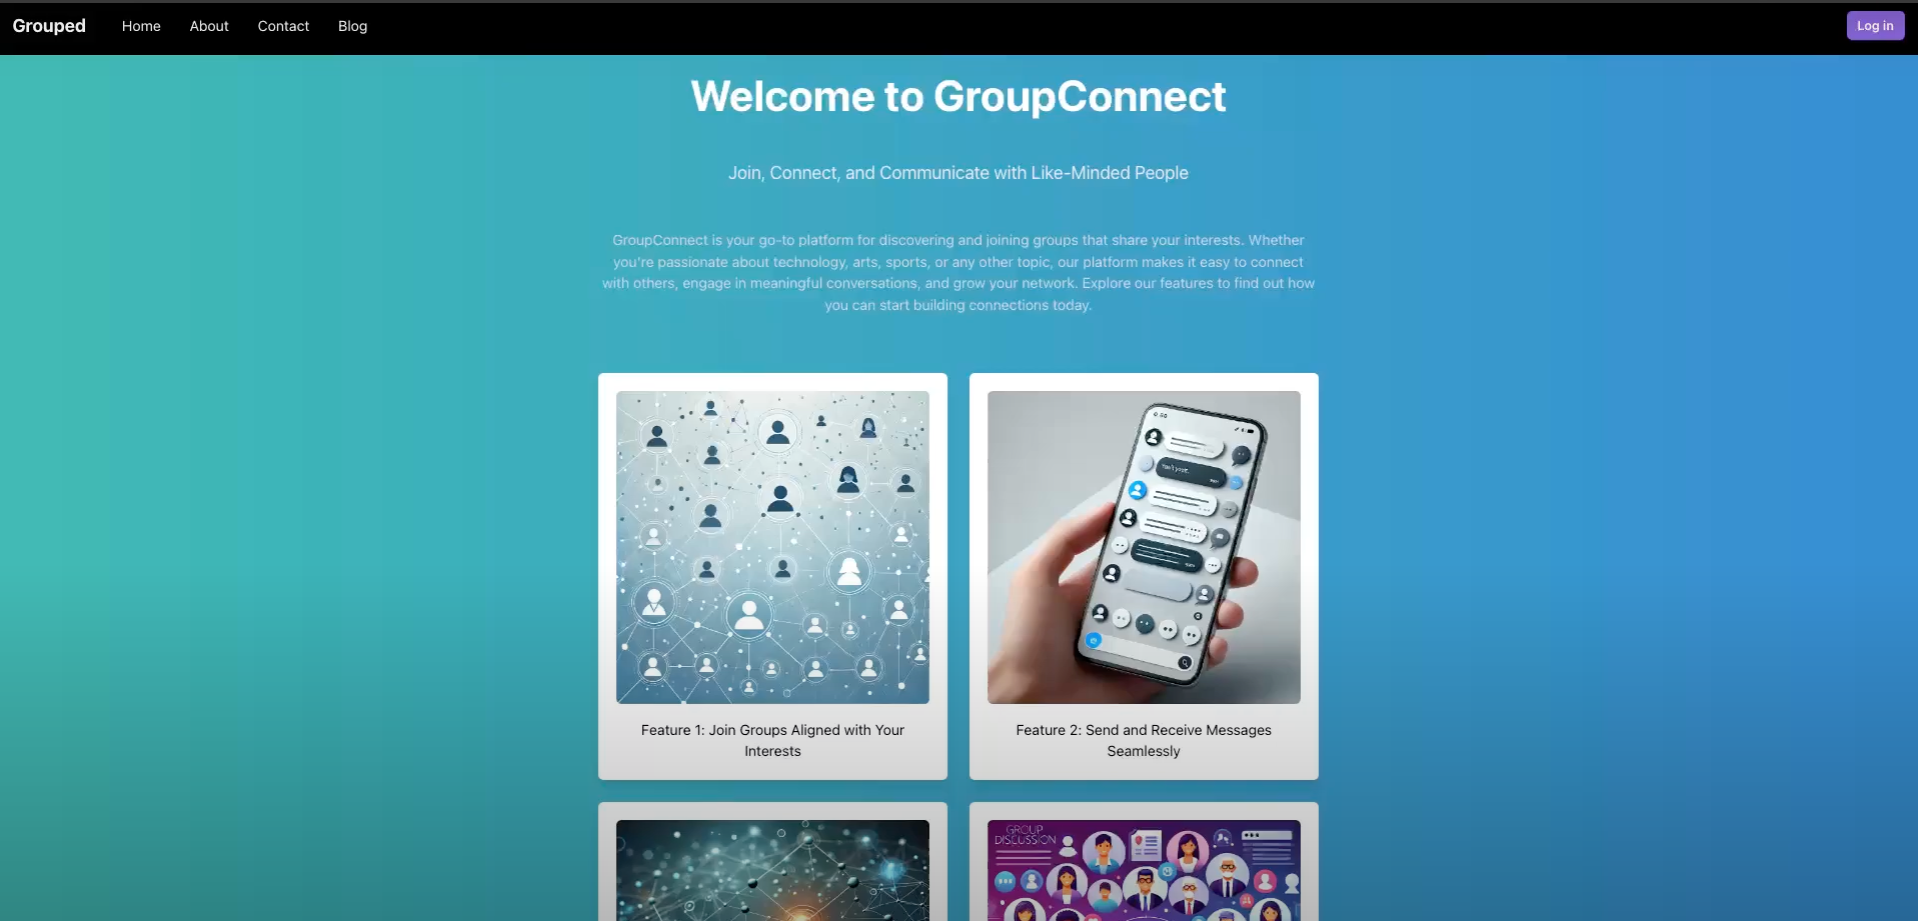 Grouped Home About Contact Blog Log in
Welcome to GroupConnect
Join, Connect, and Communicate with Like-Minded People
GroupConnect is your go-to platform for discovering and joining groups that share your interests. Whether
you're passionate about technology, arts, sports, or any other topic, our platform makes it easy to connect
with others, engage in meaningful conversations, and grow your network. Explore our features to find out how
you can start building connections today.
Feature 1: Join Groups Aligned with Your
Interests
Feature 2: Send and Receive Messages
Seamlessly
GROUP
DISCUSSION